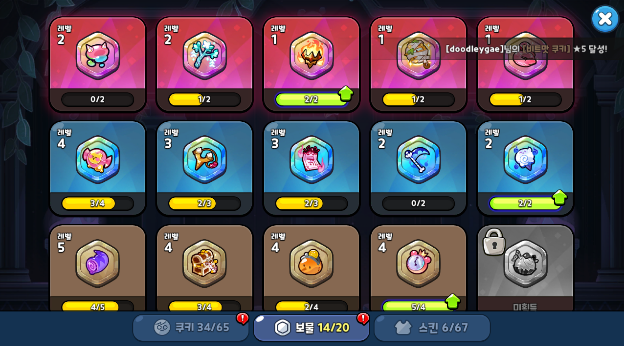 레벨 2
레벨 2
레벨 1
레벨 1
레벨 1
[doodleygae]님의 [비트맛 쿠키] ★5 달성!
0/2
1/2
2/2
1/2
1/2
레벨 4
레벨 3
레벨 3
레벨 2
레벨 2
3/4
2/3
2/3
0/2
2/2
레벨 5
레벨 4
레벨 4
레벨 4
4/5
3/4
2/4
5/4
미획득
쿠키 34/65
보물 14/20
스킨 6/67